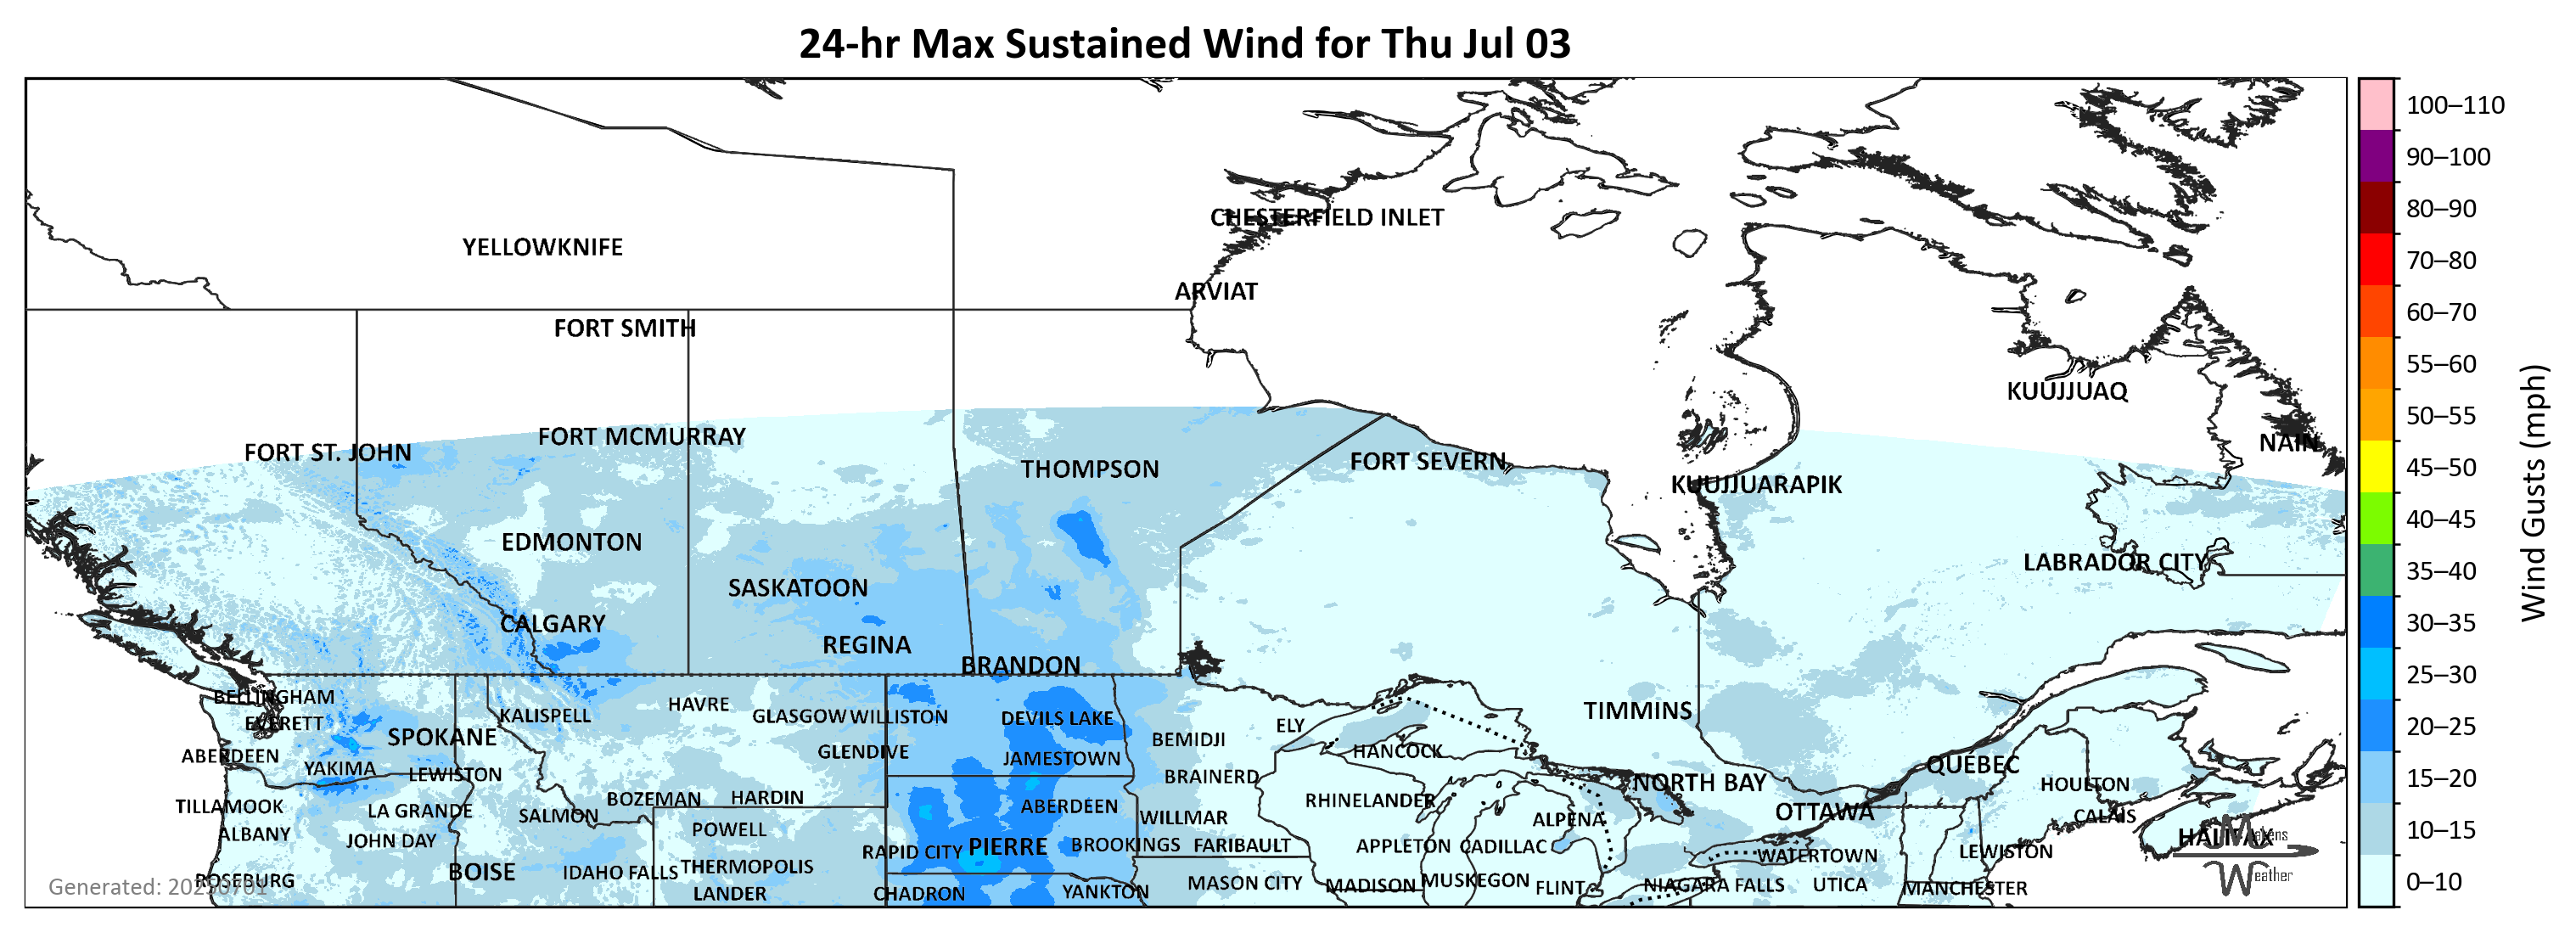 24-hr Max Sustained Wind for Thu Jul 03
CHESTERFIELD INLET
YELLOWKNIFE
ARVIAT
FORT SMITH
KUUJJUAQ
FORT MCMURRAY
NAIN
FORT ST. JOHN
FORT SEVERN
THOMPSON
KUUJJUARAPIK
EDMONTON
LABRADOR CITY
SASKATOON
CALGARY
REGINA
BRANDON
BELLINGHAM
HAVRE
TIMMINS
KALISPELL
GLASGOW WILLISTON
DEVILS LAKE
EVERETT
ELY
SPOKANE
BEMIDJI
GLENDIVE
HANCOCK
ABERDEEN
JAMESTOWN
QUEBEC
YAKIMA
LEWISTON
BRAINERD
NORTH BAY
HOULTON
BOZEMAN
HARDIN
RHINELANDER
TILLAMOOK
LA GRANDE
ABERDEEN
SALMON
WILLMAR
ALPENA
OTTAWA
CALAIS
ALBANY
JOHN DAY
POWELL
HALIFAX
RAPID CITY
PIERRE
BROOKINGS
FARIBAULT
APPLETON
CADILLAC
WATERTOWN
LEWISTON
BOISE
IDAHO FALLS
THERMOPOLIS
ROSEBURG
MASON CITY
MADISON
MUSKEGON
FLINT
NIAGARA FALLS
UTICA
MANCHESTER
LANDER
CHADRON
YANKTON
Generated: 20250701
Makens
Weather
100–110
90–100
80–90
70–80
60–70
55–60
50–55
45–50
40–45
35–40
30–35
25–30
20–25
15–20
10–15
0–10
Wind Gusts (mph)